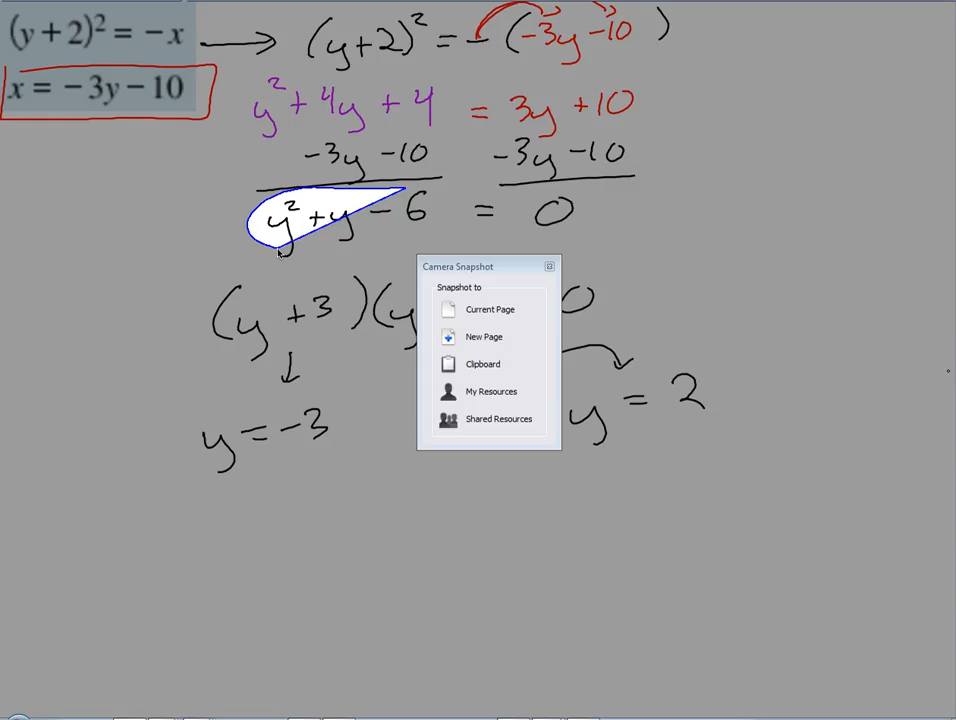 (y + 2)² = -x
(y+2)² = -(-3y-10)
x = -3y - 10
y² + 4y + 4 = 3y + 10
-3y -10 -3y -10
y² + y - 6 = 0
Camera Snapshot
Snapshot to
Current Page
New Page
Clipboard
My Resources
Shared Resources
(y + 3)(y 0
y = -3
y = 2